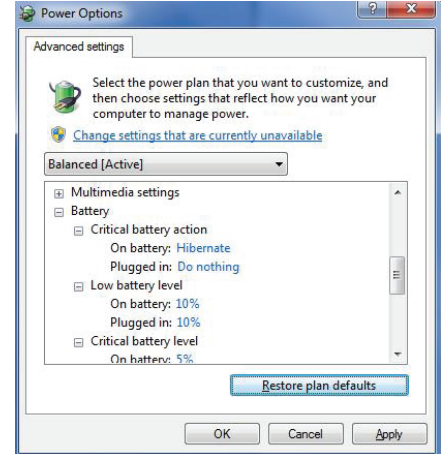 Power Options
?
X
Advanced settings
Select the power plan that you want to customize, and
then choose settings that reflect how you want your
computer to manage power.
Change settings that are currently unavailable
Balanced [Active]
Multimedia settings
Battery
Critical battery action
On battery: Hibernate
Plugged in: Do nothing
Low battery level
On battery: 10%
Plugged in: 10%
Critical battery level
On battery: 5%
Restore plan defaults
OK Cancel Apply